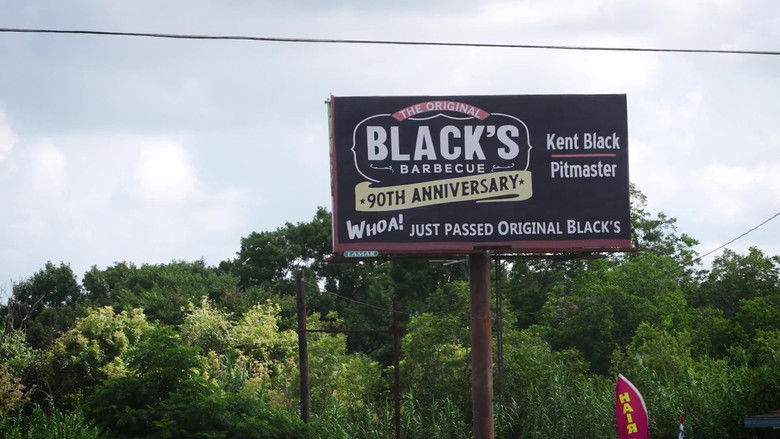 THE ORIGINAL
BLACK'S
BARBECUE
★90TH ANNIVERSARY★
Kent Black
Pitmaster
WHOA! JUST PASSED ORIGINAL BLACK'S
LAMAR
HAIR